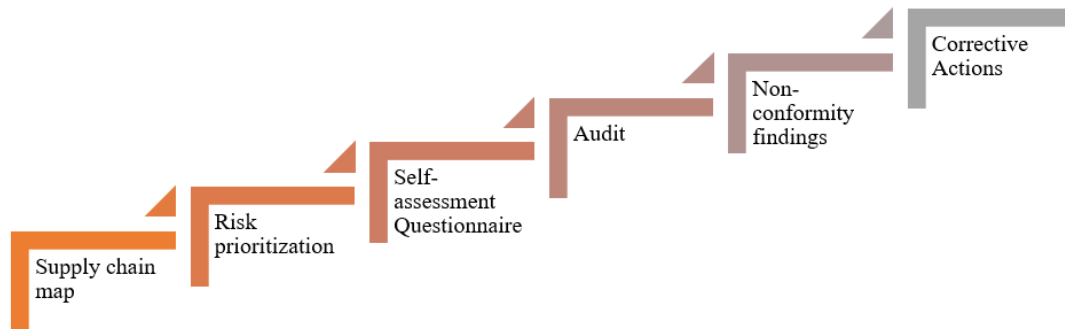 Supply chain
map
Risk
prioritization
Self-
assessment
Questionnaire
Audit
Non-
conformity
findings
Corrective
Actions